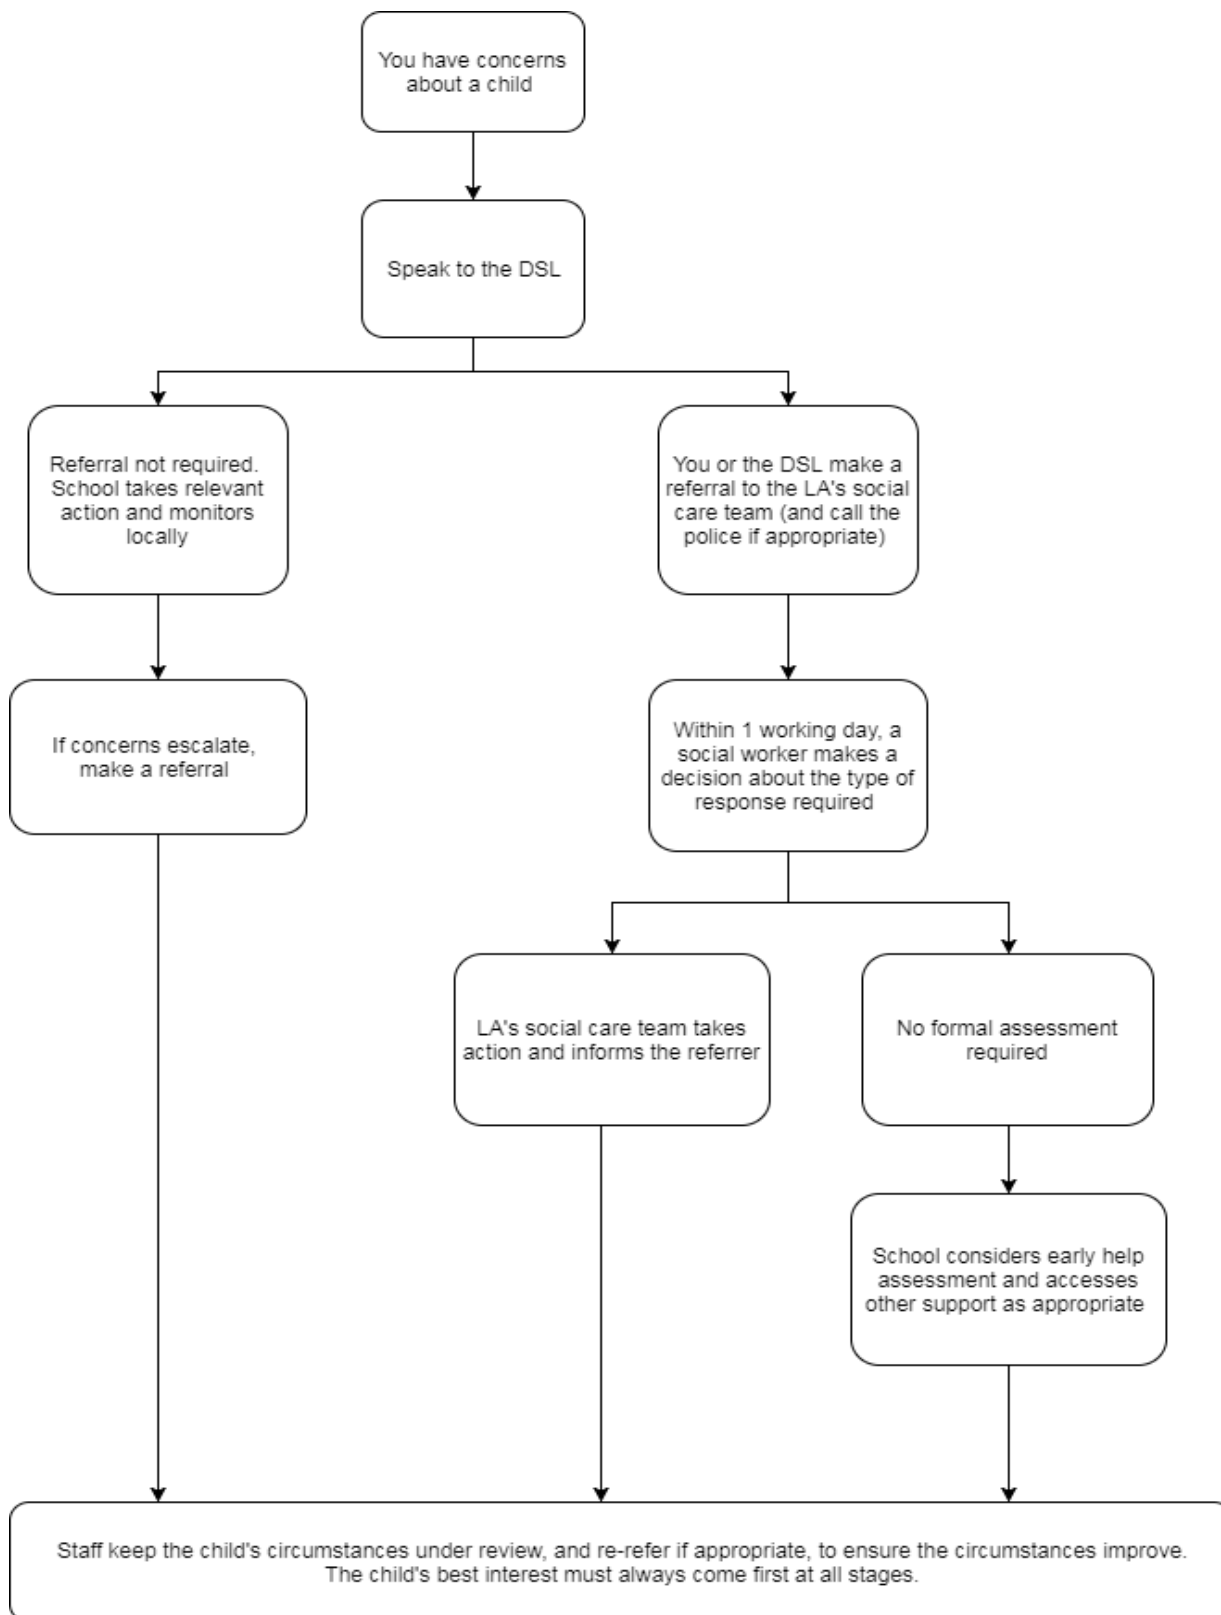 You have concerns
about a child
Speak to the DSL
Referral not required.
School takes relevant
action and monitors
locally
You or the DSL make a
referral to the LA's social
care team (and call the
police if appropriate)
If concerns escalate,
make a referral
Within 1 working day, a
social worker makes a
decision about the type of
response required
LA's social care team takes
action and informs the referrer
No formal assessment
required
School considers early help
assessment and accesses
other support as appropriate
Staff keep the child's circumstances under review, and re-refer if appropriate, to ensure the circumstances improve.
The child's best interest must always come first at all stages.